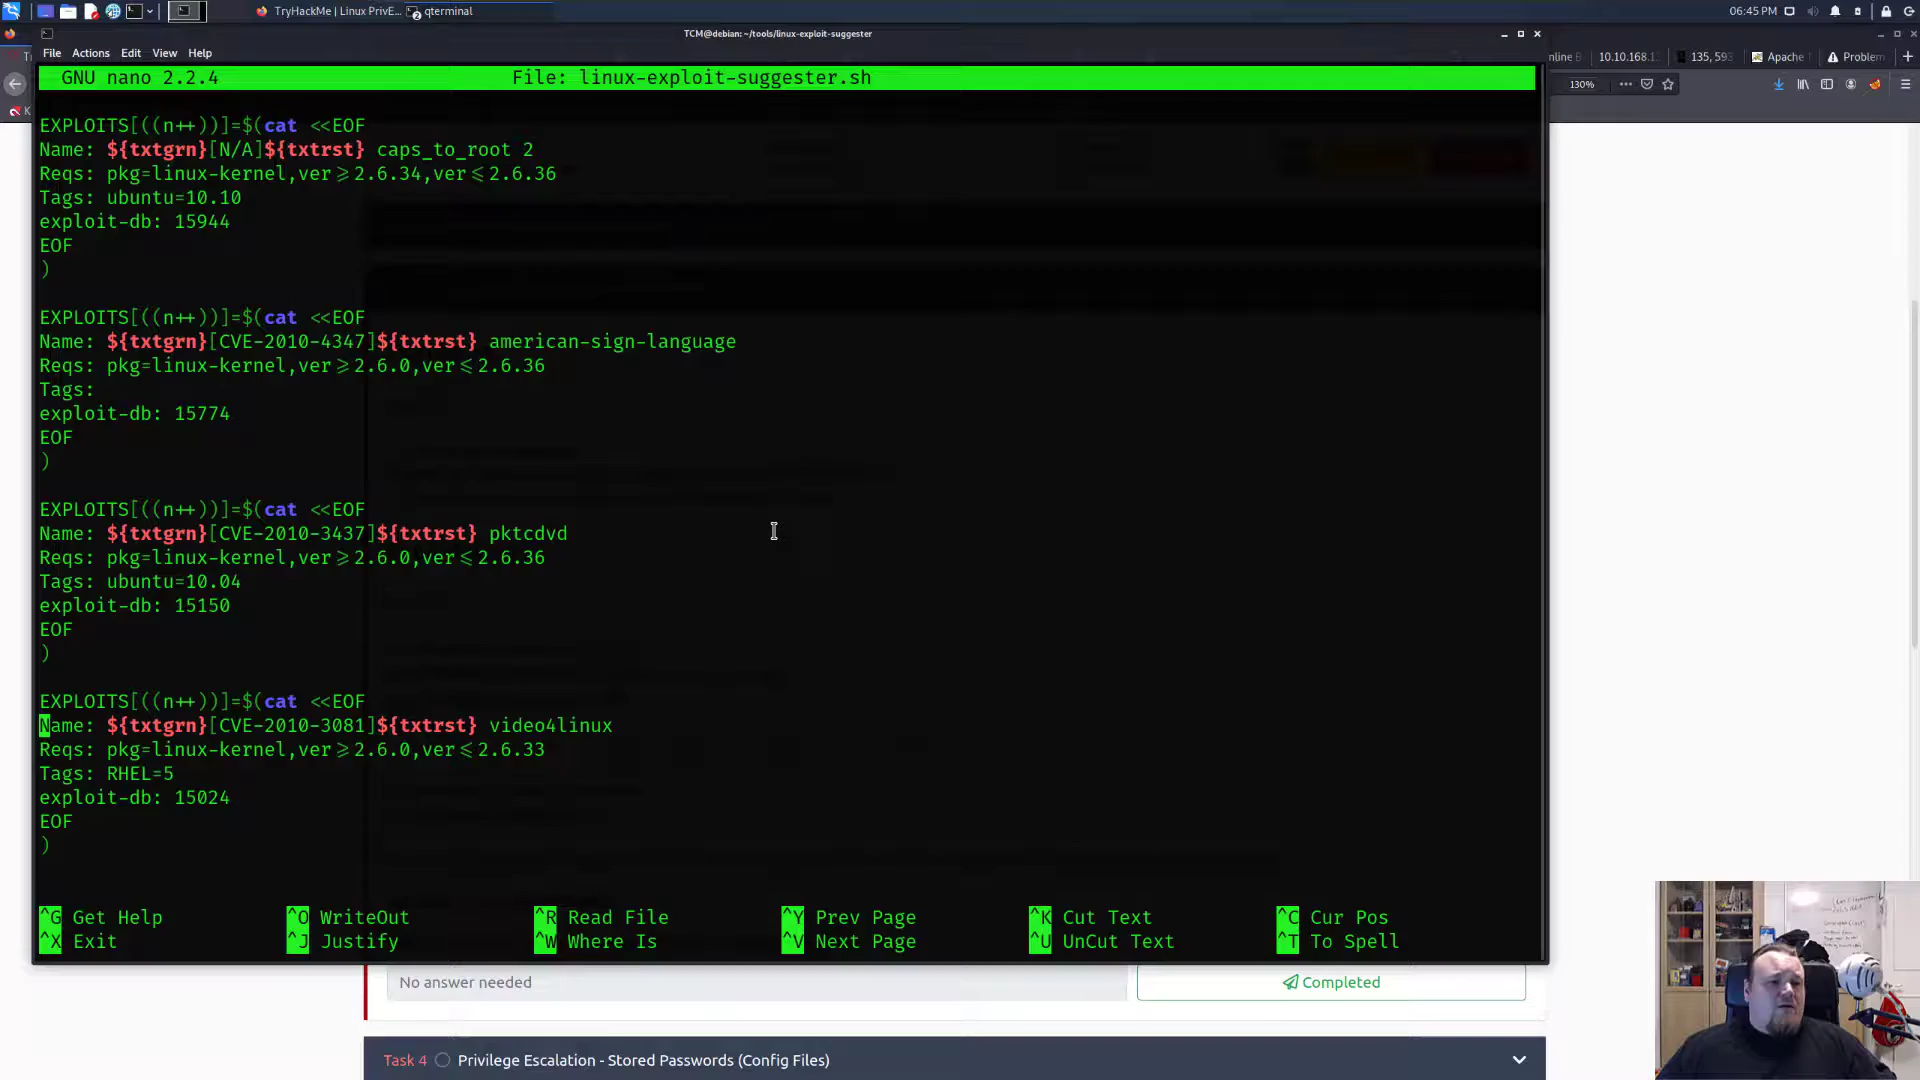 TryHackMe | Linux PrivE...
qterminal
06:45 PM
TCM@debian: ~/tools/linux-exploit-suggester
File Actions Edit View Help
nline B
10.10.168.1
135, 593
Apache
Problem
130%
GNU nano 2.2.4 File: linux-exploit-suggester.sh
EXPLOITS[((n++))]=$(cat <<EOF
Name: ${txtgrn}[N/A]${txtrst} caps_to_root 2
Reqs: pkg=linux-kernel,ver>=2.6.34,ver<=2.6.36
Tags: ubuntu=10.10
exploit-db: 15944
EOF
)
EXPLOITS[((n++))]=$(cat <<EOF
Name: ${txtgrn}[CVE-2010-4347]${txtrst} american-sign-language
Reqs: pkg=linux-kernel,ver>=2.6.0,ver<=2.6.36
Tags:
exploit-db: 15774
EOF
)
EXPLOITS[((n++))]=$(cat <<EOF
Name: ${txtgrn}[CVE-2010-3437]${txtrst} pktcdvd
Reqs: pkg=linux-kernel,ver>=2.6.0,ver<=2.6.36
Tags: ubuntu=10.04
exploit-db: 15150
EOF
)
EXPLOITS[((n++))]=$(cat <<EOF
Name: ${txtgrn}[CVE-2010-3081]${txtrst} video4linux
Reqs: pkg=linux-kernel,ver>=2.6.0,ver<=2.6.33
Tags: RHEL=5
exploit-db: 15024
EOF
)
^G Get Help ^O WriteOut ^R Read File ^Y Prev Page ^K Cut Text ^C Cur Pos
^X Exit ^J Justify ^W Where Is ^V Next Page ^U UnCut Text ^T To Spell
No answer needed
Completed
Task 4 Privilege Escalation - Stored Passwords (Config Files)